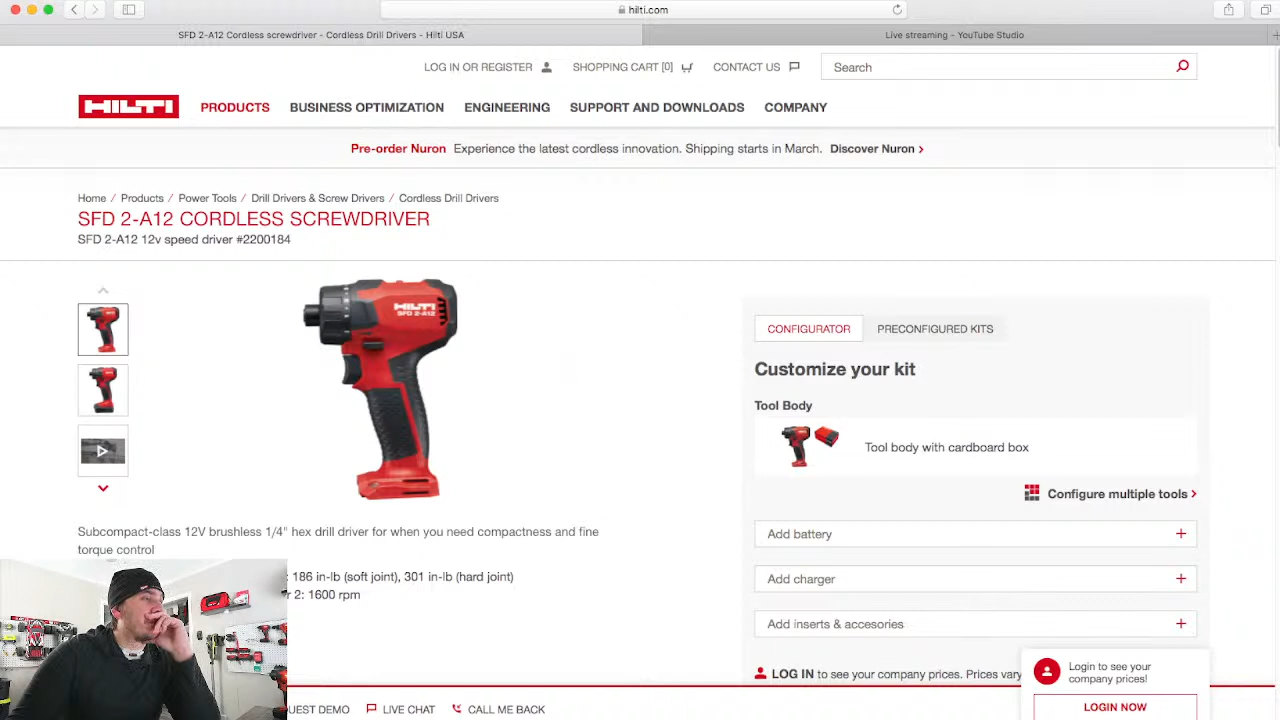 hilti.com
SFD 2-A12 Cordless screwdriver - Cordless Drill Drivers - Hilti USA
Live streaming - YouTube Studio
LOG IN OR REGISTER
SHOPPING CART [0]
CONTACT US
Search
HILTI
PRODUCTS
BUSINESS OPTIMIZATION
ENGINEERING
SUPPORT AND DOWNLOADS
COMPANY
Pre-order Nuron Experience the latest cordless innovation. Shipping starts in March. Discover Nuron
Home / Products / Power Tools / Drill Drivers & Screw Drivers / Cordless Drill Drivers
SFD 2-A12 CORDLESS SCREWDRIVER
SFD 2-A12 12v speed driver #2200184
HILTI
SFD 2-A12
CONFIGURATOR
PRECONFIGURED KITS
Customize your kit
Tool Body
Tool body with cardboard box
Configure multiple tools
Add battery
Add charger
Add inserts & accesories
LOG IN to see your company prices. Prices vary
Subcompact-class 12V brushless 1/4" hex drill driver for when you need compactness and fine
torque control
: 186 in-lb (soft joint), 301 in-lb (hard joint)
r 2: 1600 rpm
Login to see your
company prices!
LOGIN NOW
UEST DEMO
LIVE CHAT
CALL ME BACK